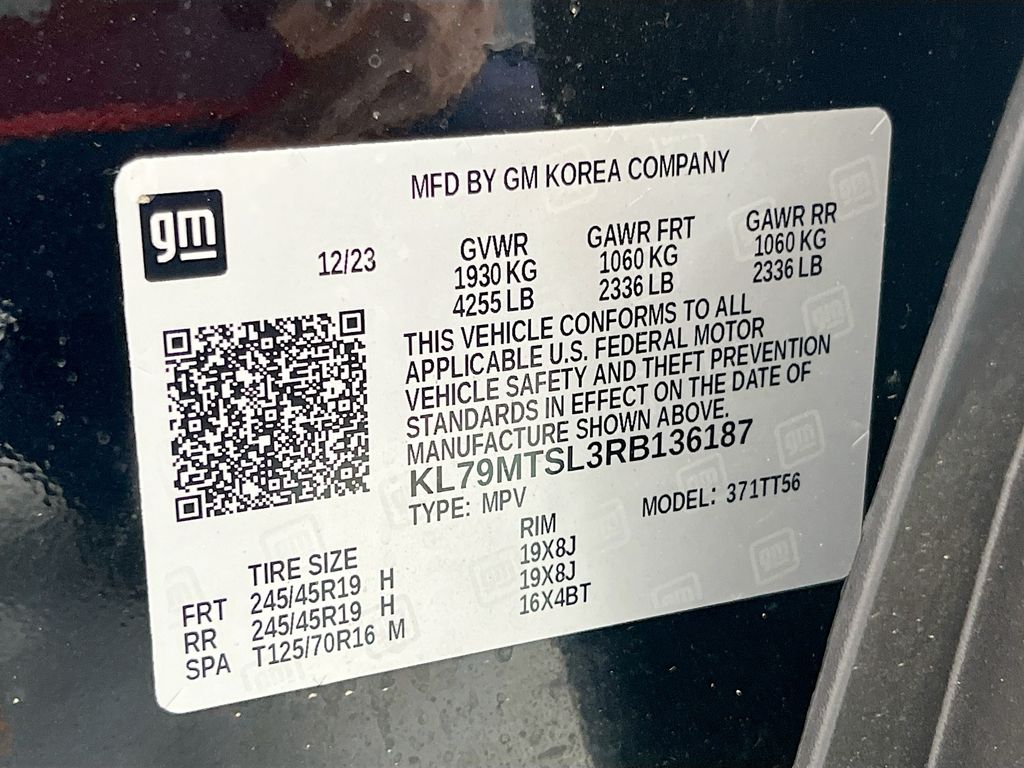 gm
MFD BY GM KOREA COMPANY
12/23
GVWR
1930 KG
4255 LB
GAWR FRT
1060 KG
2336 LB
GAWR RR
1060 KG
2336 LB
THIS VEHICLE CONFORMS TO ALL
APPLICABLE U.S. FEDERAL MOTOR
VEHICLE SAFETY AND THEFT PREVENTION
STANDARDS IN EFFECT ON THE DATE OF
MANUFACTURE SHOWN ABOVE.
KL79MTSL3RB136187
TYPE: MPV MODEL: 371TT56
TIRE SIZE RIM
FRT 245/45R19 H 19X8J
RR 245/45R19 H 19X8J
SPA T125/70R16 M 16X4BT